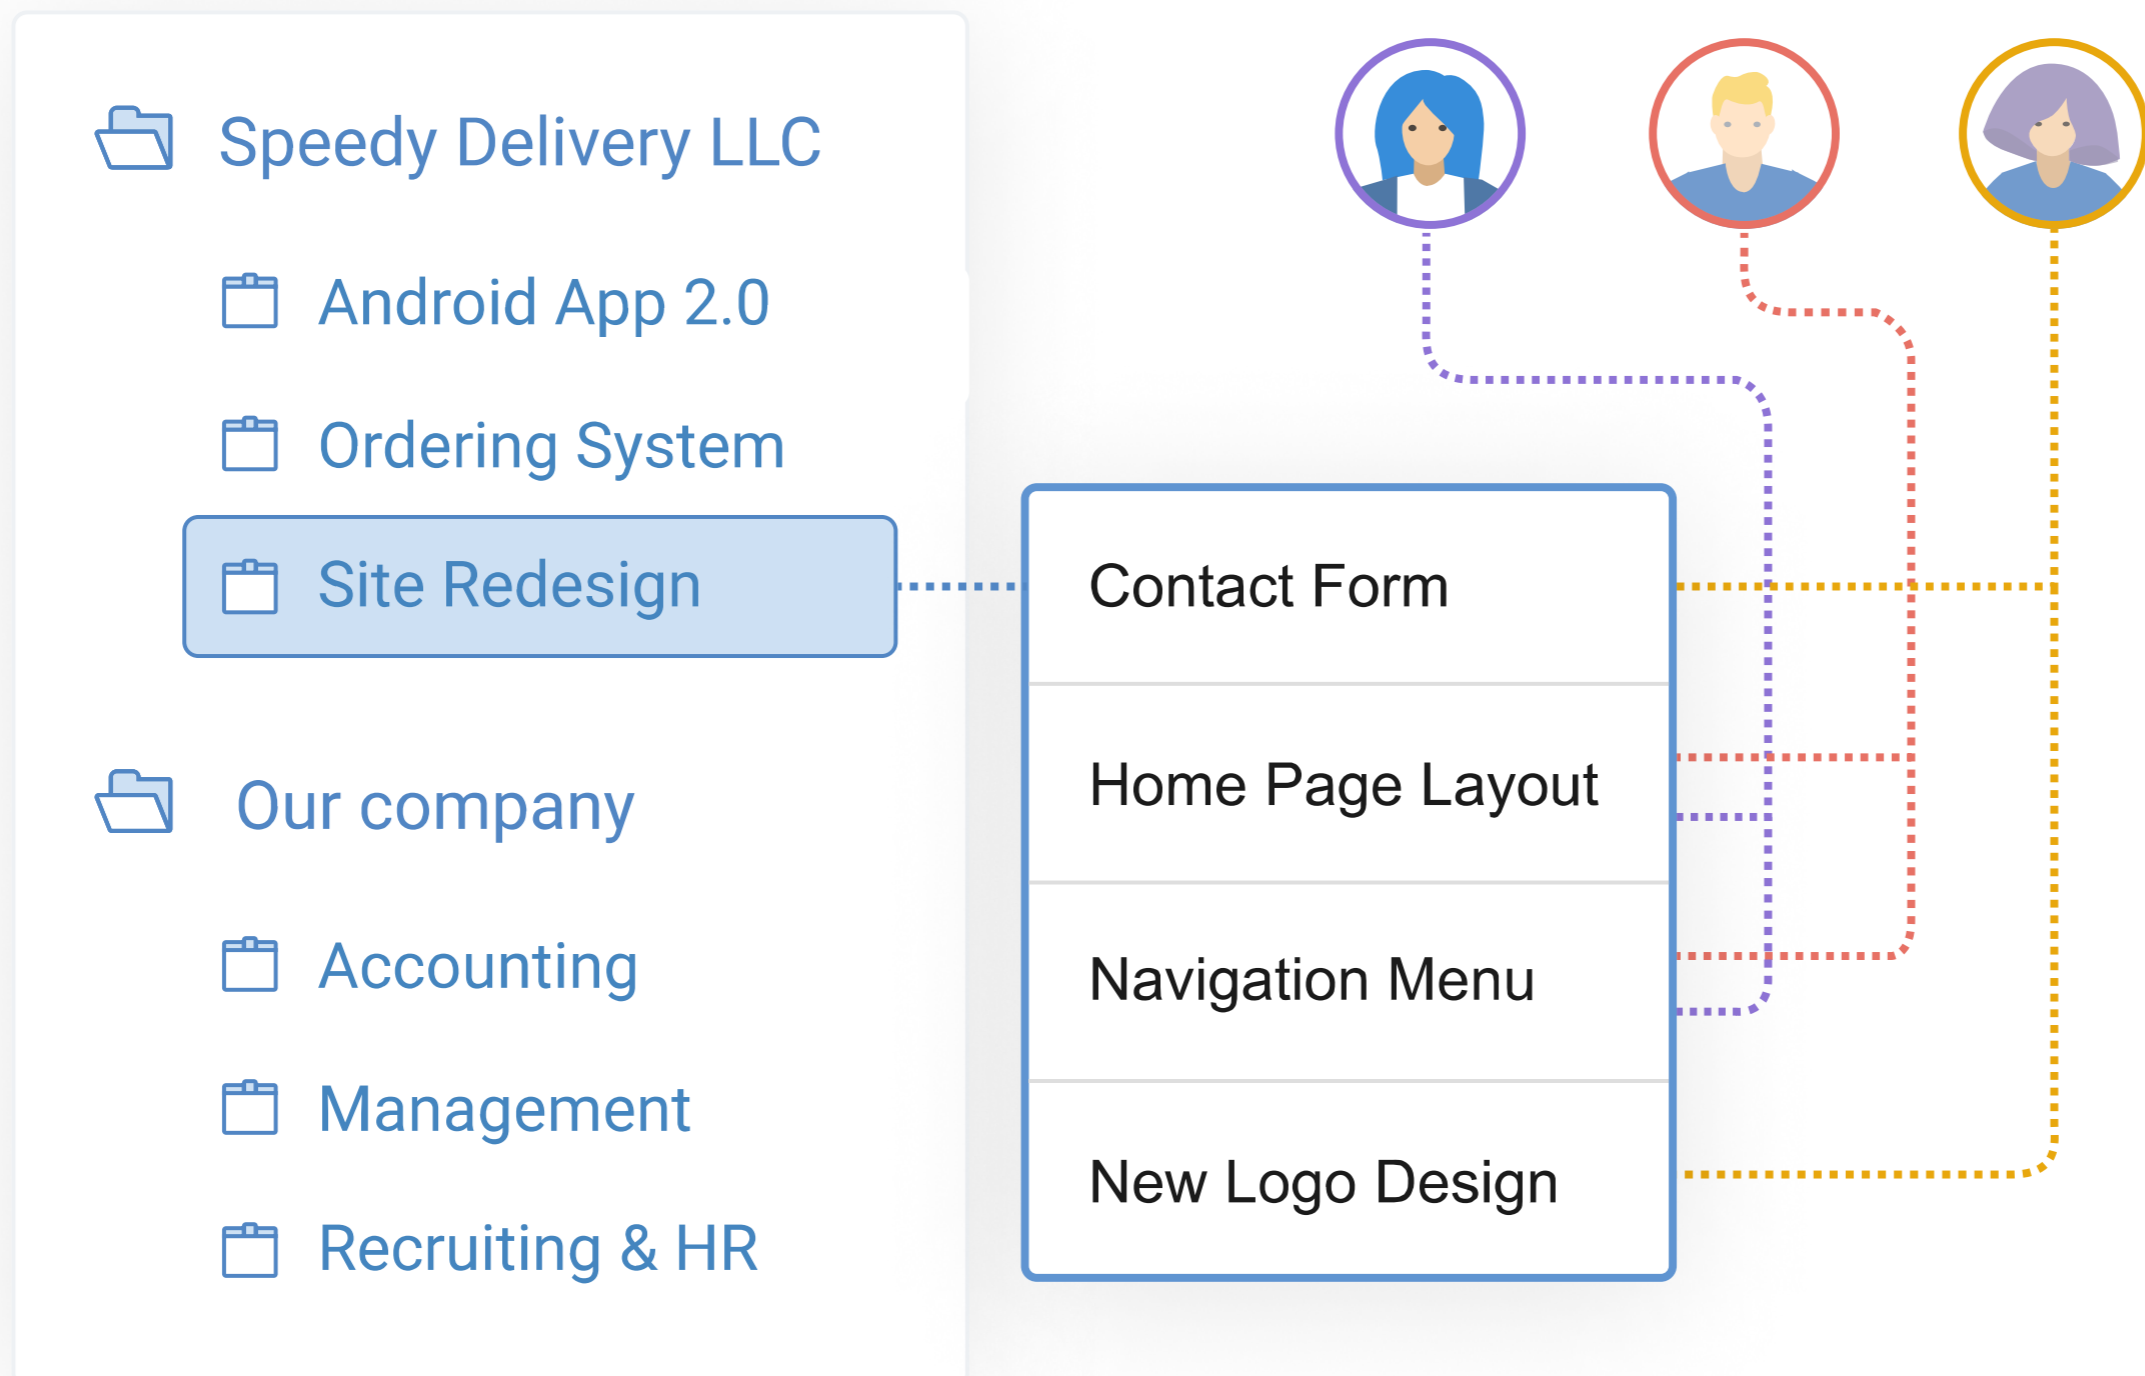 Speedy Delivery LLC
Android App 2.0
Ordering System
Site Redesign
Our company
Accounting
Management
Recruiting & HR
Contact Form
Home Page Layout
Navigation Menu
New Logo Design